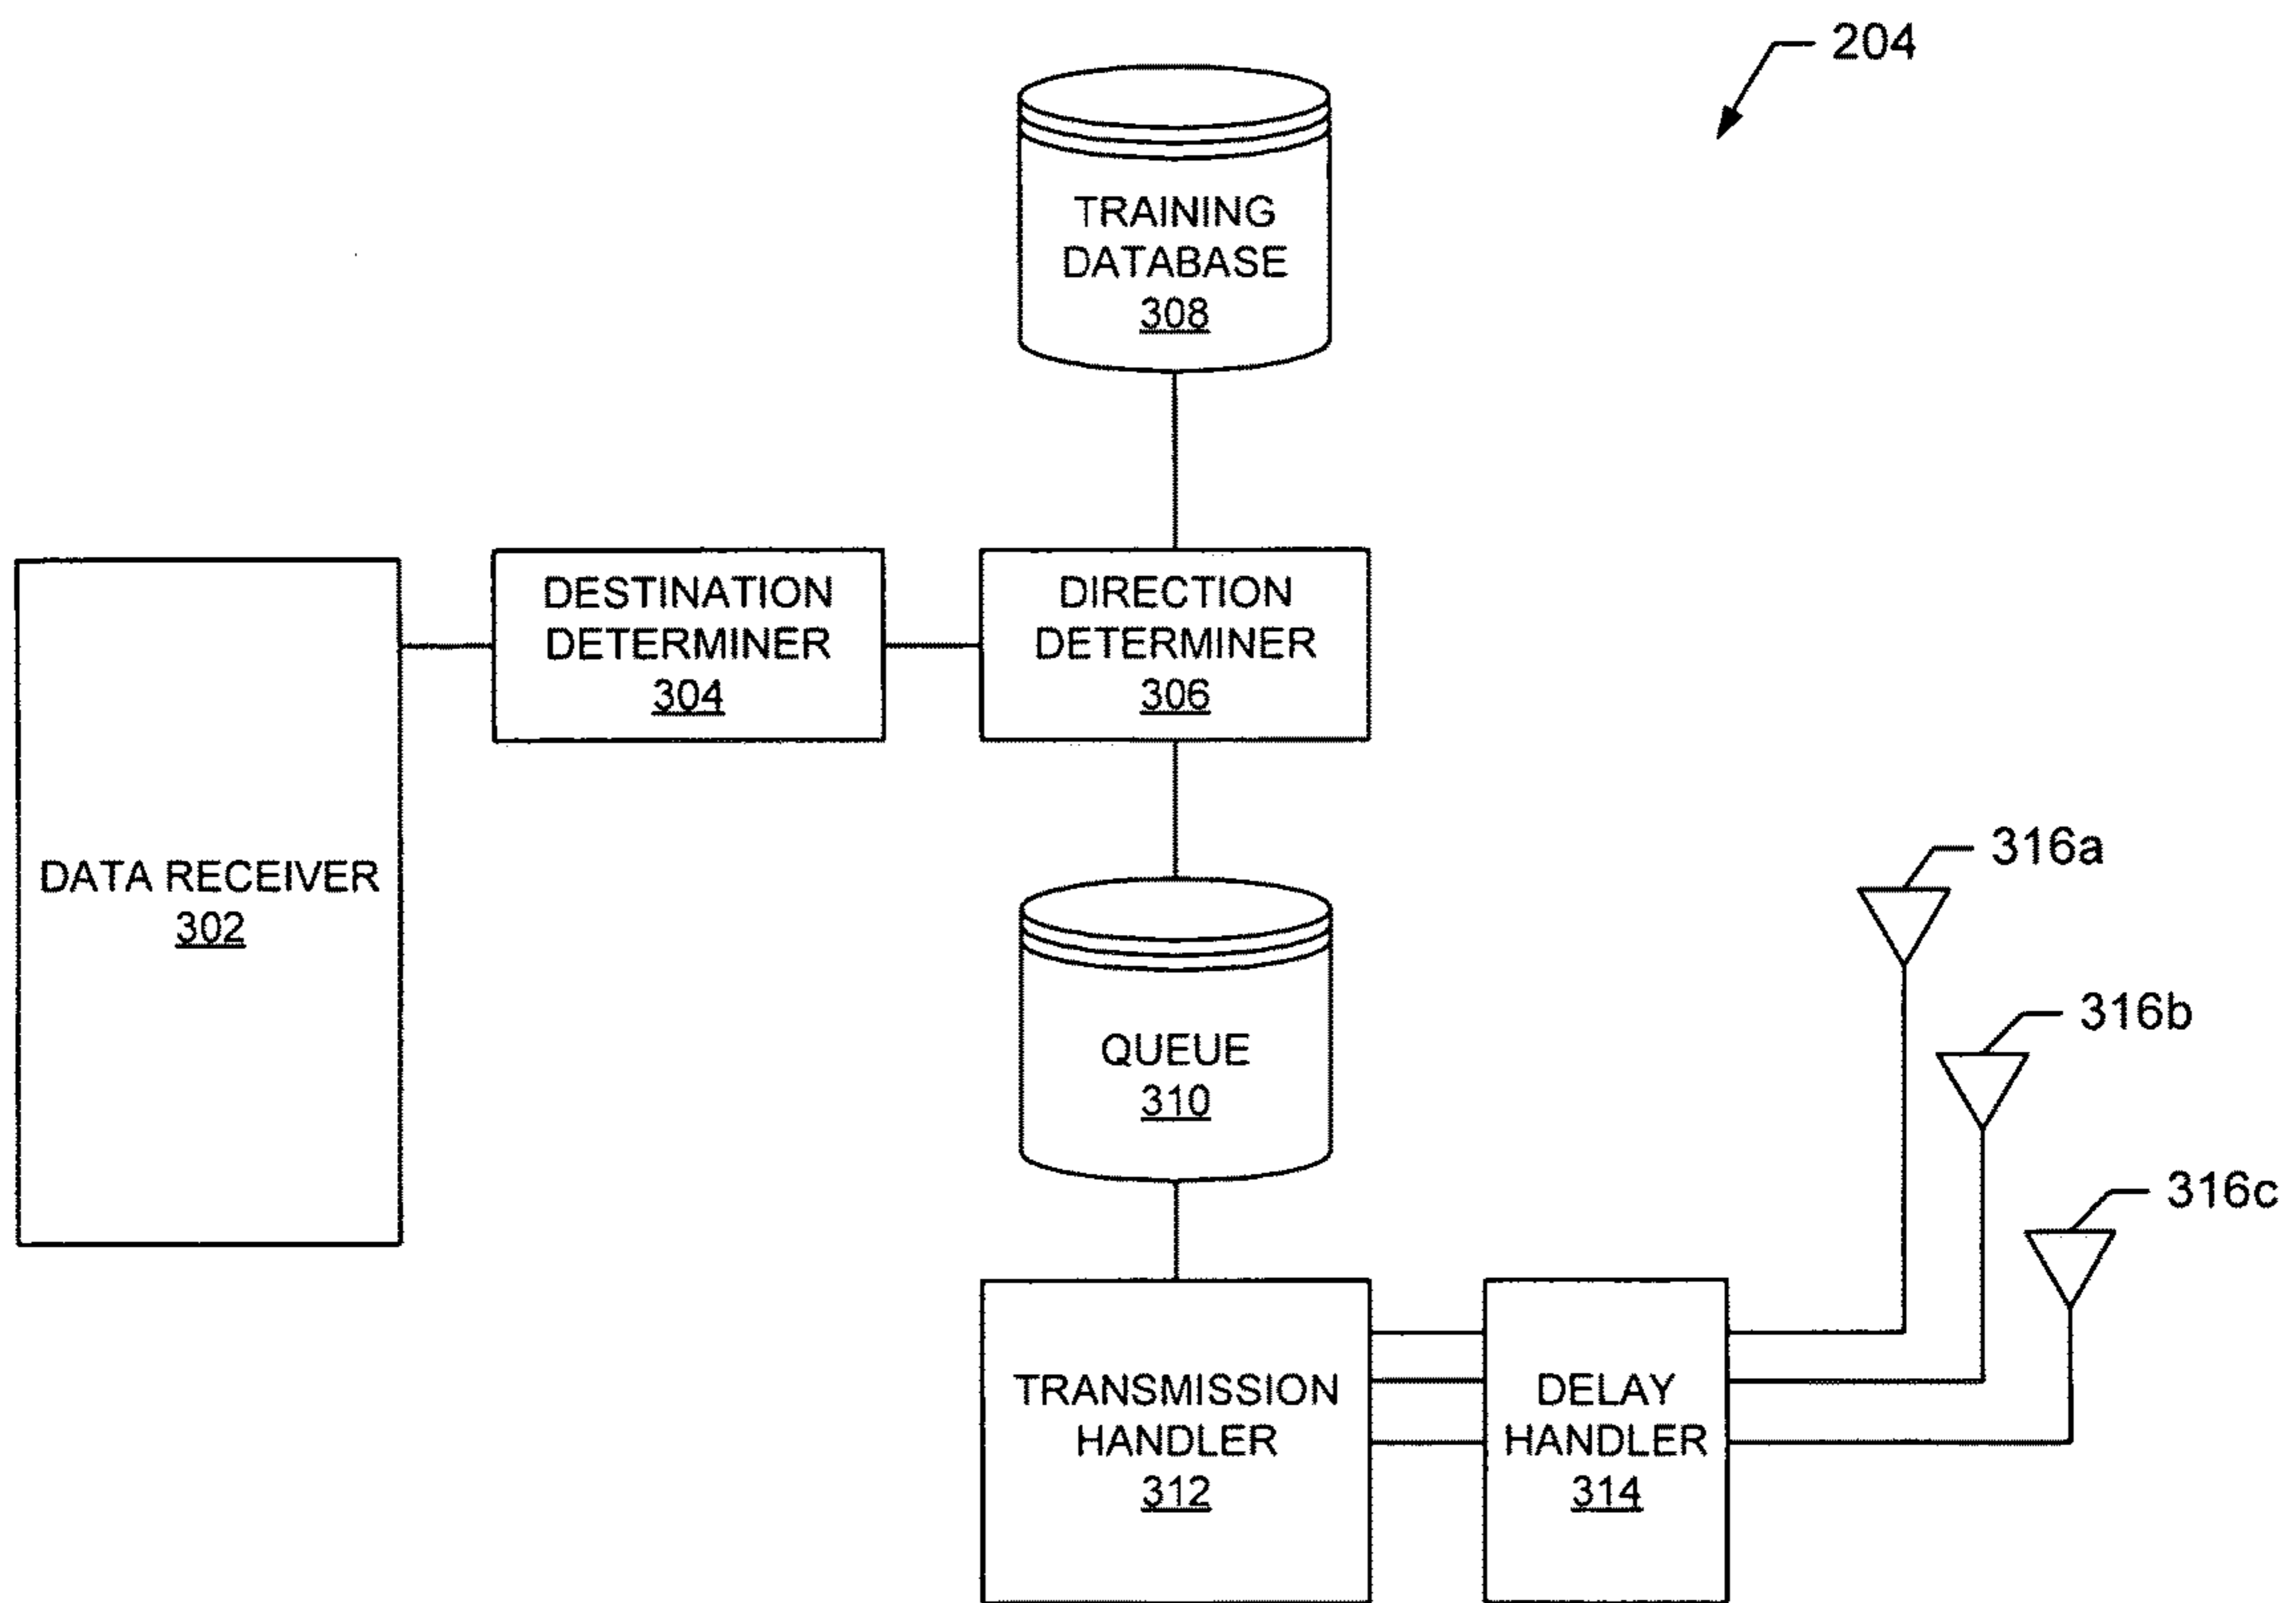 204
TRAINING
DATABASE
308
DESTINATION
DETERMINER
304
DIRECTION
DETERMINER
306
DATA RECEIVER
302
316a
QUEUE
310
316b
316c
TRANSMISSION
HANDLER
312
DELAY
HANDLER
314